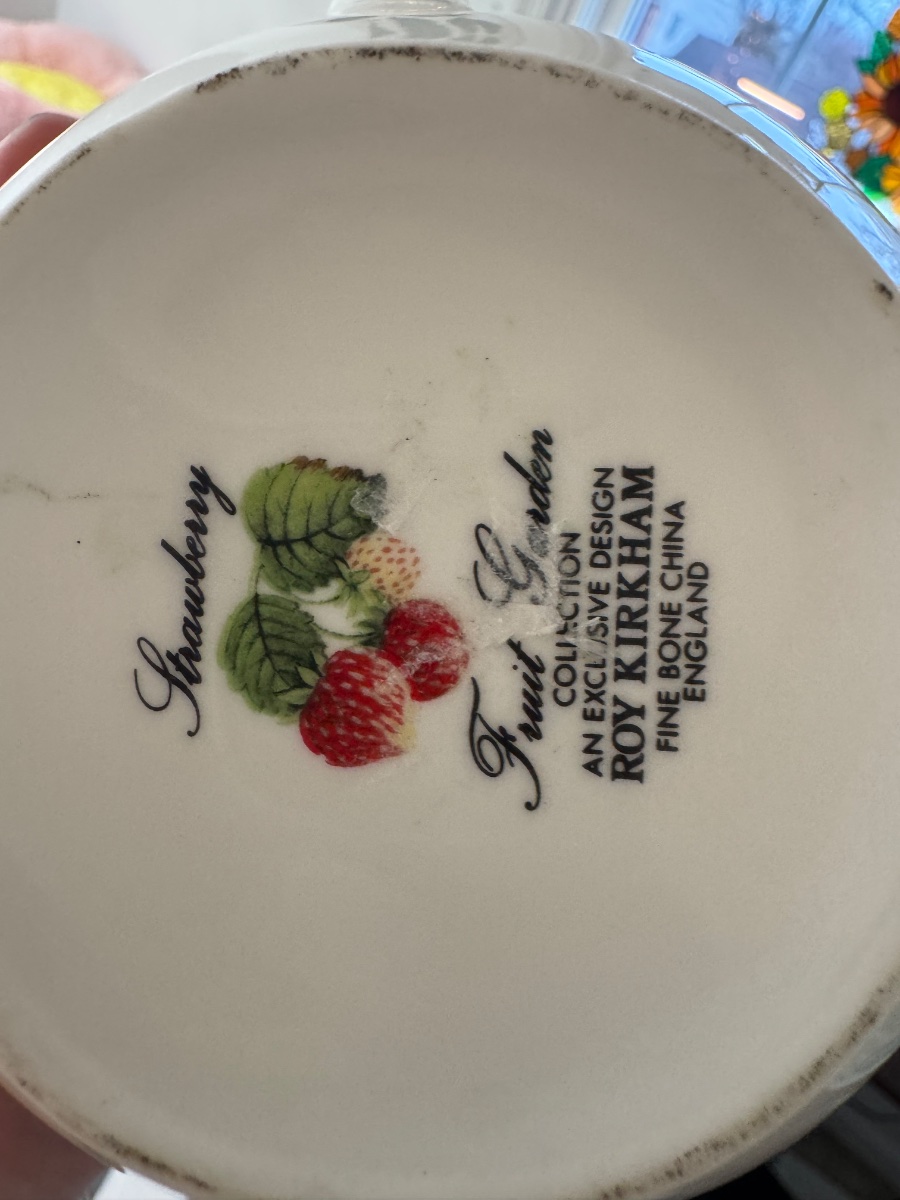 Strawberry
Fruit Garden
COLLECTION
AN EXCLUSIVE DESIGN
ROY KIRKHAM
FINE BONE CHINA
ENGLAND